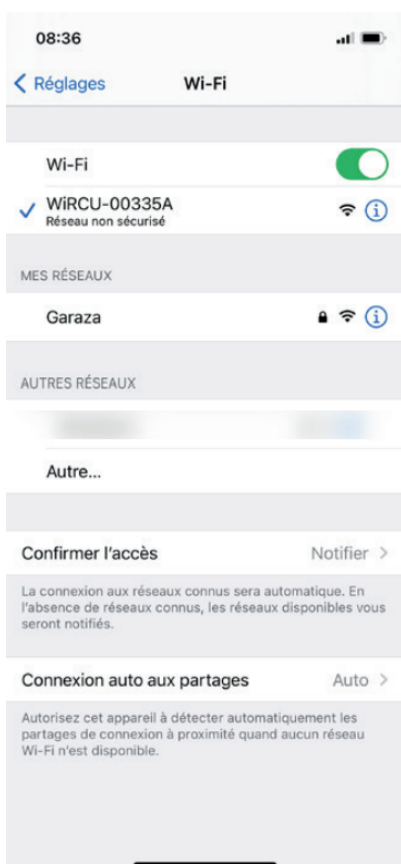 08:36
Réglages Wi-Fi
Wi-Fi
WiRCU-00335A
Réseau non sécurisé
MES RÉSEAUX
Garaza
AUTRES RÉSEAUX
Autre...
Confirmer l'accès Notifier
La connexion aux réseaux connus sera automatique. En
l'absence de réseaux connus, les réseaux disponibles vous
seront notifiés.
Connexion auto aux partages Auto
Autorisez cet appareil à détecter automatiquement les
partages de connexion à proximité quand aucun réseau
Wi-Fi n'est disponible.